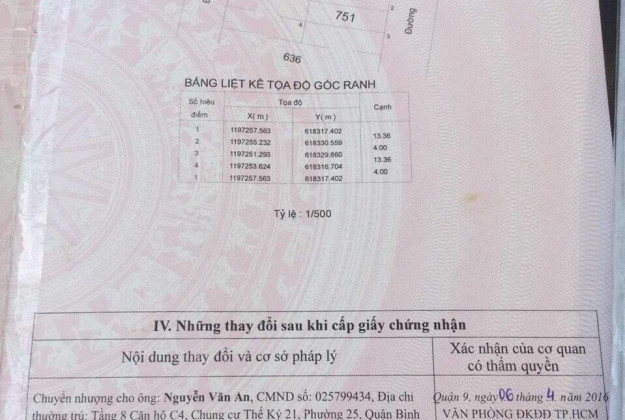 751
2
Đường
4
3
636
BẢNG LIỆT KÊ TỌA ĐỘ GÓC RANH
Số hiệu điểm Tọa độ Cạnh
X( m ) Y( m )
1 1197257.563 618317.402
13.36
2 1197255.232 618330.559
4.00
3 1197251.293 618329.860
13.36
4 1197253.624 618316.704
4.00
1 1197257.563 618317.402
Tỷ lệ : 1/500
IV. Những thay đổi sau khi cấp giấy chứng nhận
Nội dung thay đổi và cơ sở pháp lý
Xác nhận của cơ quan
có thẩm quyền
Chuyển nhượng cho ông: Nguyễn Văn An, CMND số: 025799434, Địa chỉ
thường trú: Tầng 8 Căn hộ C4, Chung cư Thế Kỷ 21, Phường 25, Quận Bình
Quận 9, ngày 06 tháng 4 năm 2016
VĂN PHÒNG ĐKĐĐ TP.HCM